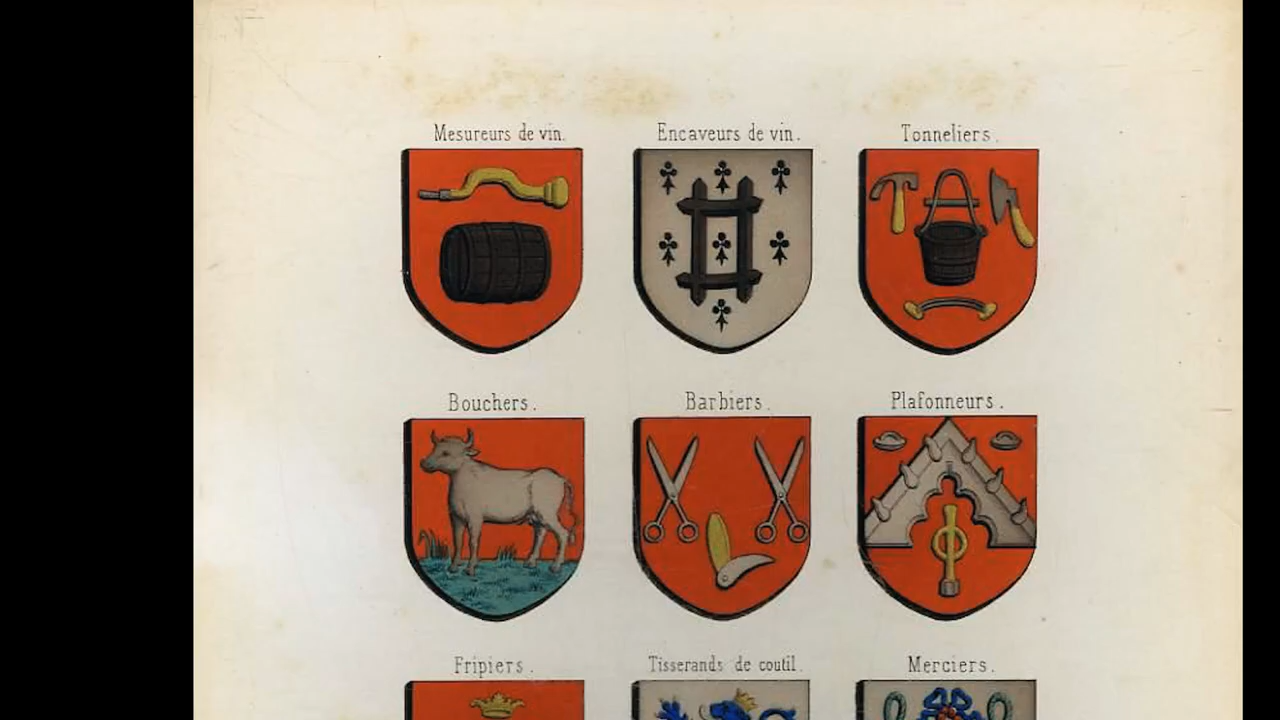 Mesureurs de vin.
Encaveurs de vin.
Tonneliers.
Bouchers.
Barbiers.
Plafonneurs.
Fripiers.
Tisserands de coutil.
Merciers.